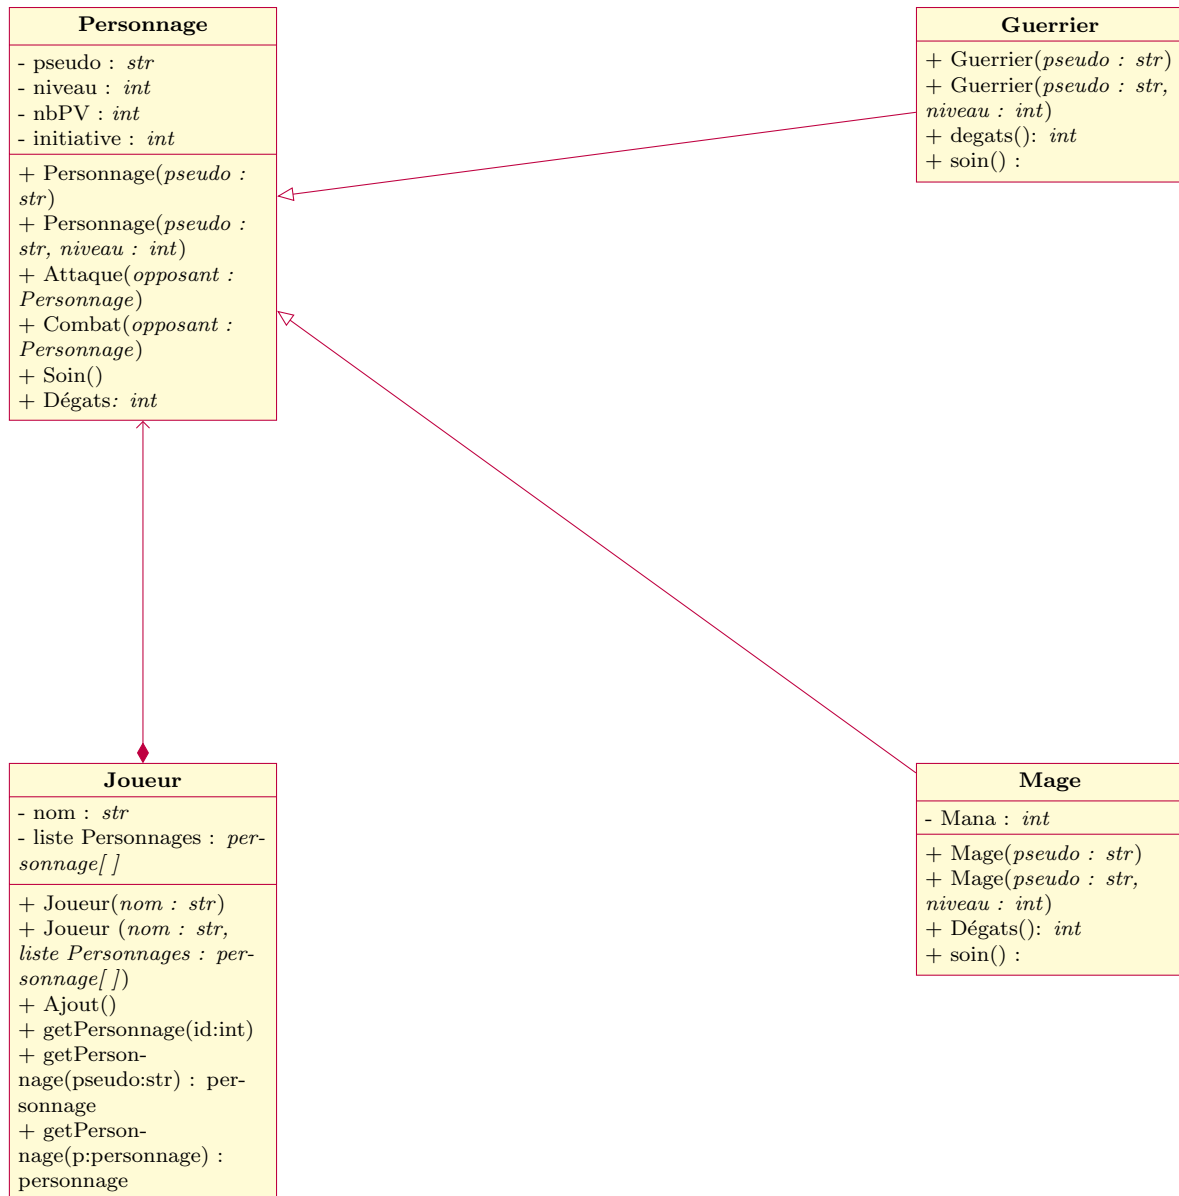 Personnage
- pseudo : str
- niveau : int
- nbPV : int
- initiative : int
+ Personnage(pseudo :
str)
+ Personnage(pseudo :
str, niveau : int)
+ Attaque(opposant :
Personnage)
+ Combat(opposant :
Personnage)
+ Soin()
+ Dégats: int
Guerrier
+ Guerrier(pseudo : str)
+ Guerrier(pseudo : str,
niveau : int)
+ degats(): int
+ soin() :
Joueur
- nom : str
- liste Personnages : per-
sonnage[ ]
+ Joueur(nom : str)
+ Joueur (nom : str,
liste Personnages : per-
sonnage[ ])
+ Ajout()
+ getPersonnage(id:int)
+ getPerson-
nage(pseudo:str) : per-
sonnage
+ getPerson-
nage(p:personnage) :
personnage
Mage
- Mana : int
+ Mage(pseudo : str)
+ Mage(pseudo : str,
niveau : int)
+ Dégats(): int
+ soin() :